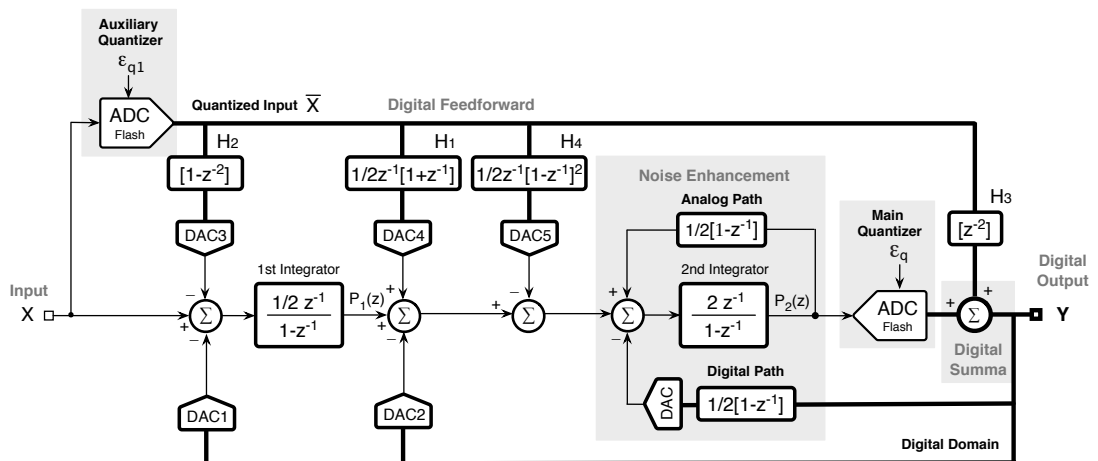 Auxiliary
Quantizer
εq1
ADC
Flash
Quantized Input X̅
Digital Feedforward
H2
[1-z-2]
H1
1/2z-1[1+z-1]
H4
1/2z-1[1-z-1]2
DAC3
DAC4
DAC5
Noise Enhancement
Analog Path
1/2[1-z-1]
Main
Quantizer
εq
H3
[z-2]
Digital
Output
Input
X
−
+
−
Σ
1st Integrator
1/2 z-1
1-z-1
P1(z)
+
+
−
Σ
−
Σ
+
−
Σ
2nd Integrator
2 z-1
1-z-1
P2(z)
ADC
Flash
+
+
Σ
Y
Digital
Summa
Digital Path
DAC
1/2[1-z-1]
DAC1
DAC2
Digital Domain